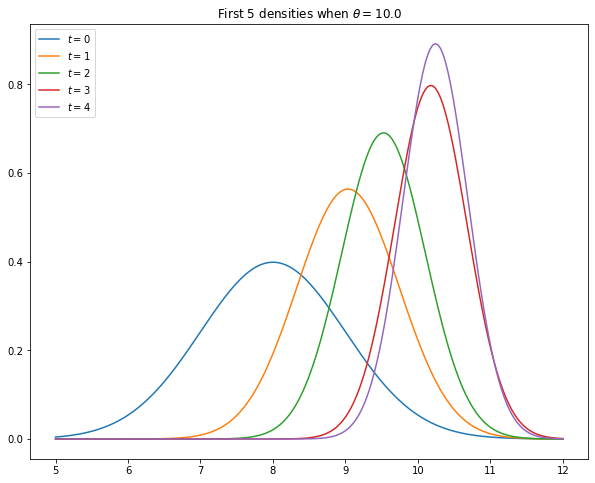 First 5 densities when θ = 10.0
t = 0
t = 1
t = 2
t = 3
t = 4
0.8
0.6
0.4
0.2
0.0
5 6 7 8 9 10 11 12